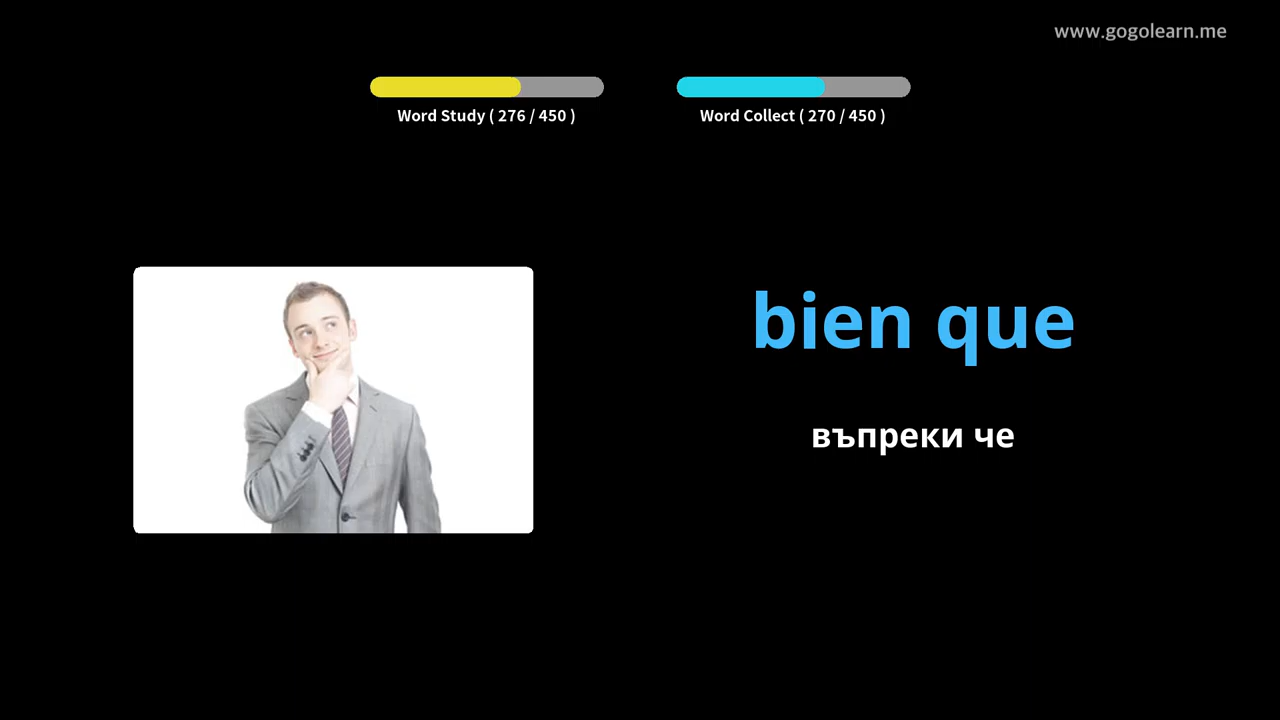 www.gogolearn.me
Word Study ( 276 / 450 )
Word Collect ( 270 / 450 )
bien que
въпреки че